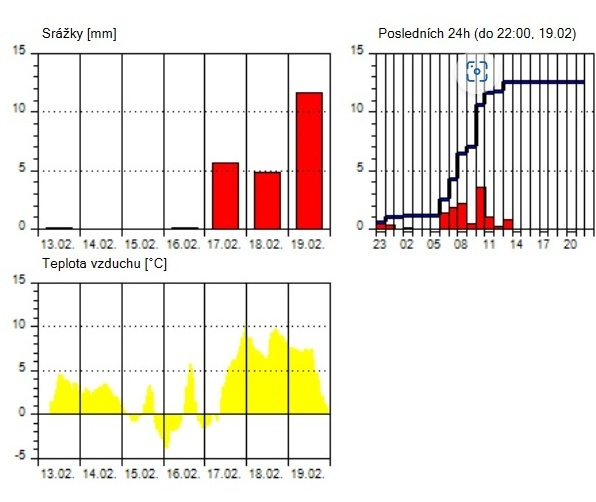 Srážky [mm]
15
10
5
0
13.02. 14.02. 15.02. 16.02. 17.02. 18.02. 19.02.
Posledních 24h (do 22:00, 19.02)
15
10
5
0
23 02 05 08 11 14 17 20
Teplota vzduchu [°C]
15
10
5
0
-5
13.02. 14.02. 15.02. 16.02. 17.02. 18.02. 19.02.